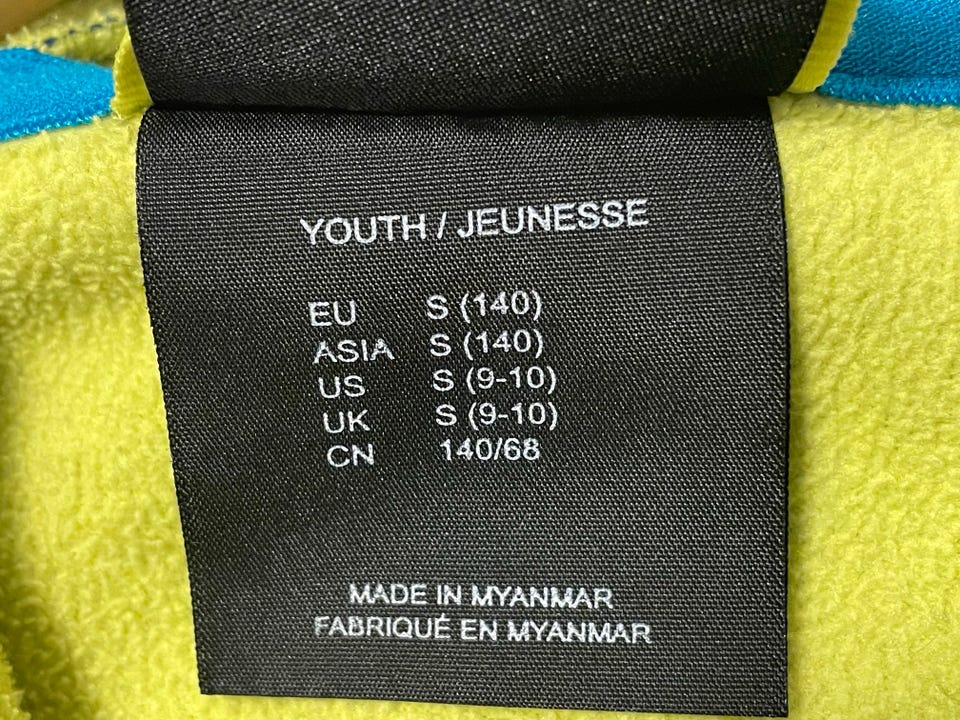 YOUTH / JEUNESSE
EU S (140)
ASIA S (140)
US S (9-10)
UK S (9-10)
CN 140/68
MADE IN MYANMAR
FABRIQUÉ EN MYANMAR